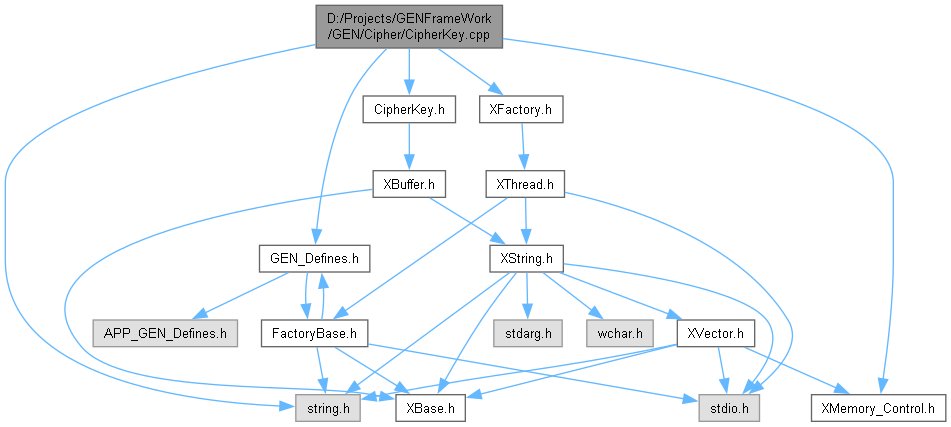 D:/Projects/GENFrameWork
/GEN/Cipher/CipherKey.cpp
CipherKey.h
XFactory.h
XBuffer.h
XThread.h
GEN_Defines.h
XString.h
APP_GEN_Defines.h
FactoryBase.h
stdarg.h
wchar.h
XVector.h
string.h
XBase.h
stdio.h
XMemory_Control.h